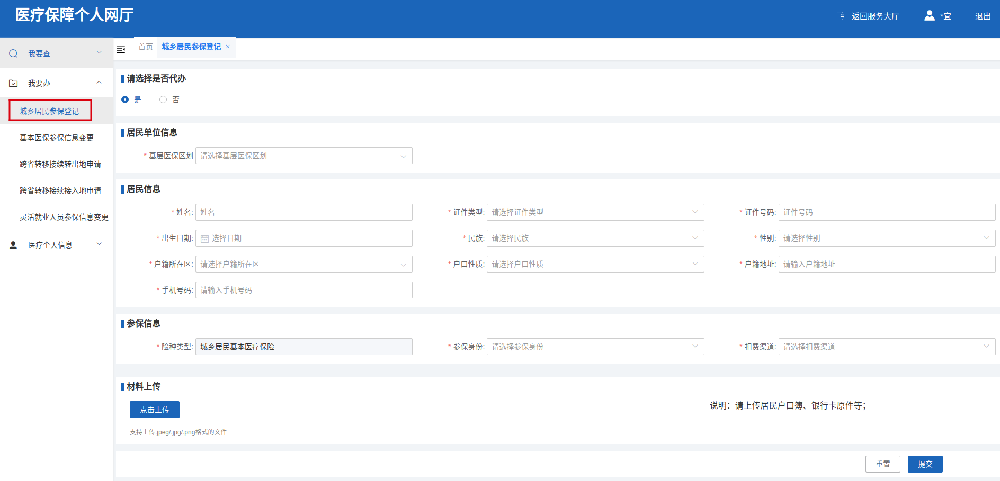 医疗保障个人网厅
返回服务大厅
*宜
退出
我要查
我要办
城乡居民参保登记
基本医保参保信息变更
跨省转移接续转出地申请
跨省转移接续接入地申请
灵活就业人员参保信息变更
医疗个人信息
首页
城乡居民参保登记 ×
请选择是否代办
是 否
居民单位信息
* 基层医保区划 请选择基层医保区划
居民信息
* 姓名: 姓名 * 证件类型: 请选择证件类型 * 证件号码: 证件号码
* 出生日期: 选择日期 * 民族: 请选择民族 * 性别: 请选择性别
* 户籍所在区: 请选择户籍所在区 * 户口性质: 请选择户口性质 * 户籍地址: 请输入户籍地址
* 手机号码: 请输入手机号码
参保信息
* 险种类型: 城乡居民基本医疗保险 * 参保身份: 请选择参保身份 * 扣费渠道: 请选择扣费渠道
材料上传
点击上传 说明：请上传居民户口簿、银行卡原件等；
支持上传.jpeg/.jpg/.png格式的文件
重置 提交